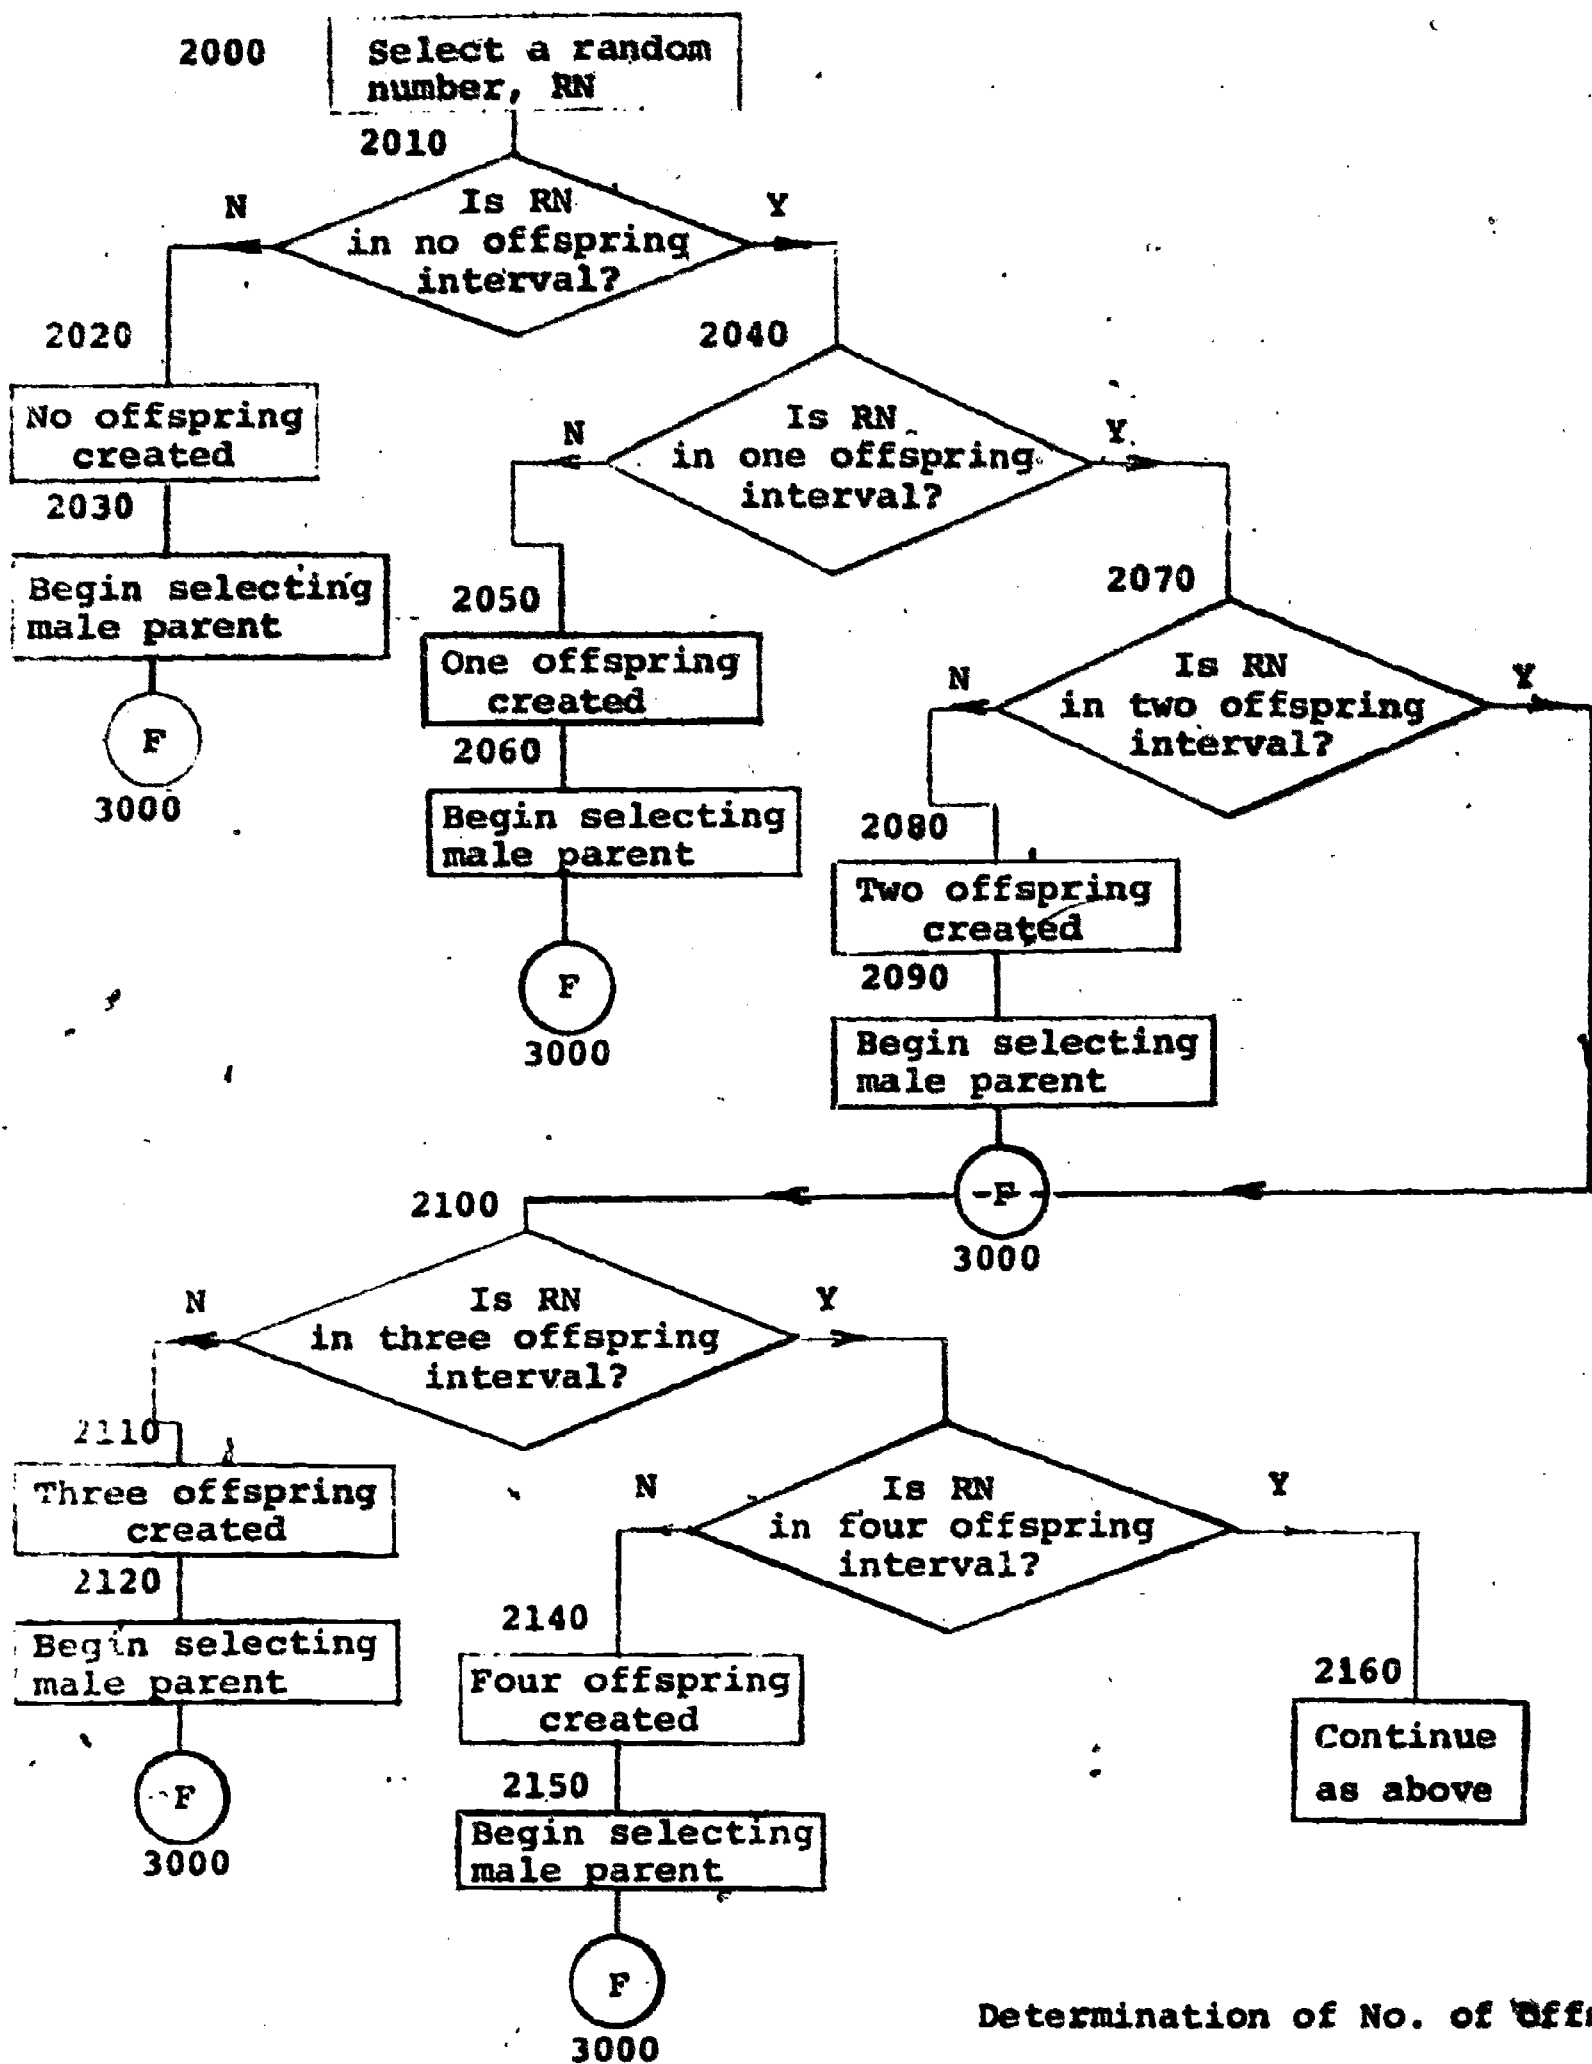 2000
Select a random
number, RN
2010
N
Is RN
in no offspring
interval?
Y
2020
2040
No offspring
created
N
Is RN
in one offspring
interval?
Y
2030
Begin selecting
male parent
2050
2070
One offspring
created
N
Is RN
in two offspring
interval?
Y
F
3000
2060
Begin selecting
male parent
2080
Two offspring
created
F
3000
2090
Begin selecting
male parent
2100
F
3000
N
Is RN
in three offspring
interval?
Y
2110
Three offspring
created
N
Is RN
in four offspring
interval?
Y
2120
Begin selecting
male parent
2140
Four offspring
created
2160
Continue
as above
F
3000
2150
Begin selecting
male parent
F
3000
Determination of No. of